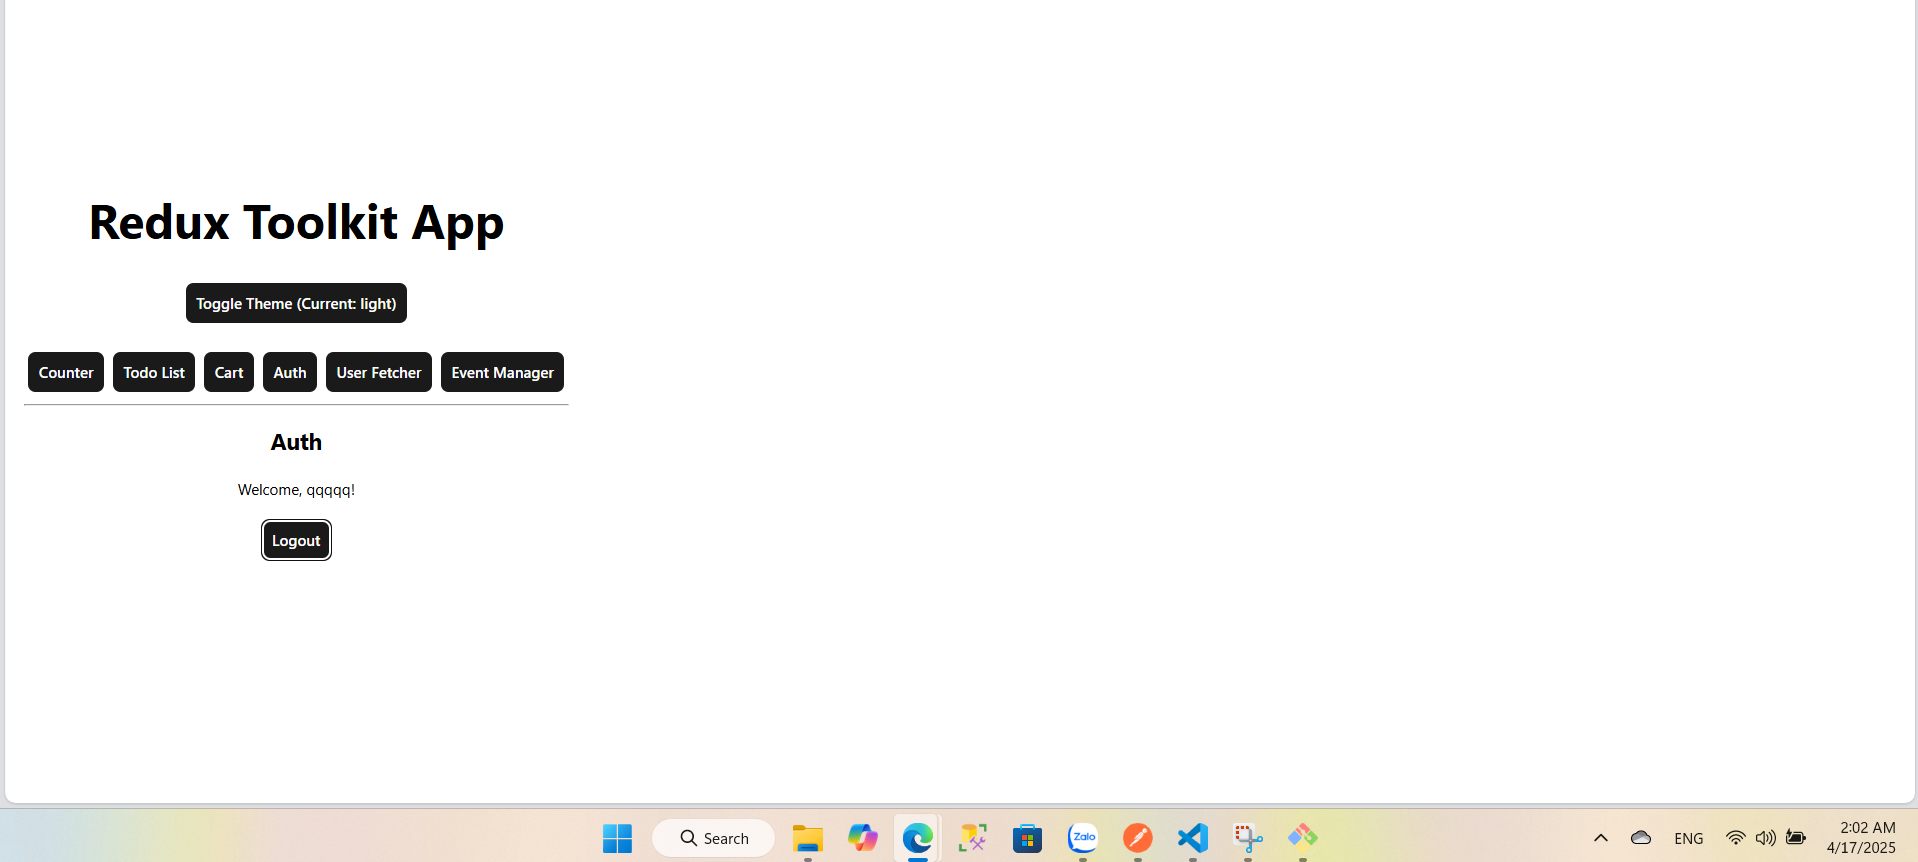 Redux Toolkit App
Toggle Theme (Current: light)
Counter Todo List Cart Auth User Fetcher Event Manager
Auth
Welcome, qqqqq!
Logout
Search
Zalo
ENG
2:02 AM
4/17/2025